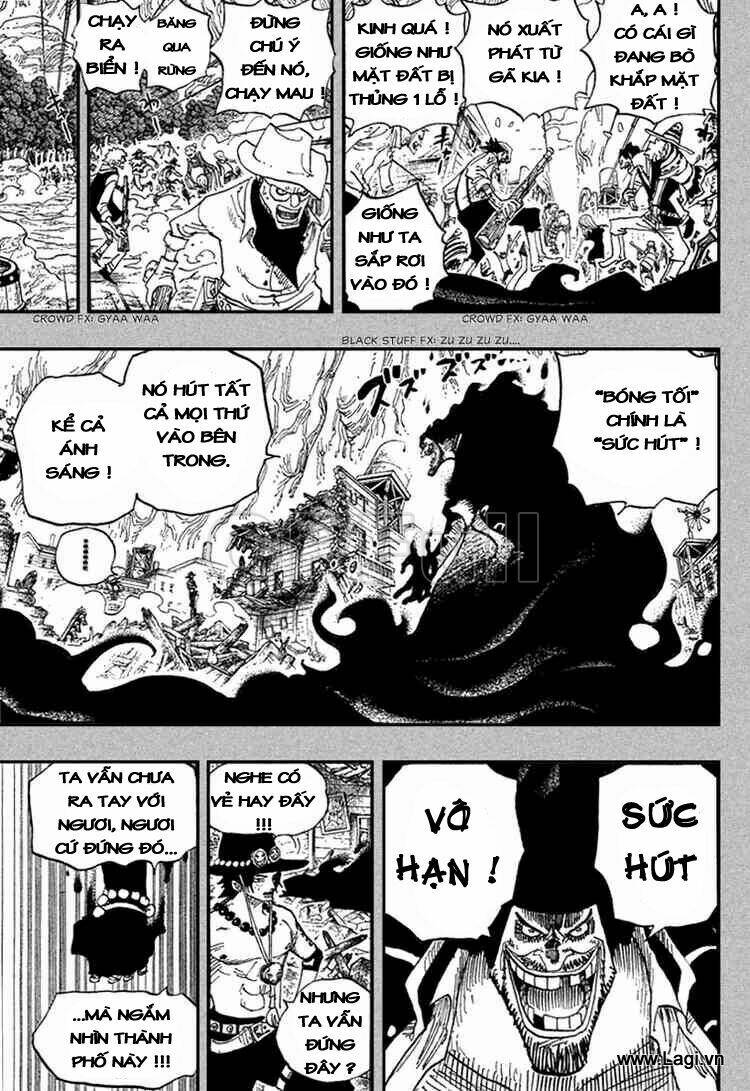 A, A !
CÓ CÁI GÌ
ĐANG BÒ
KHẮP MẶT
ĐẤT !
NÓ XUẤT
PHÁT TỪ
GÃ KIA !
KINH QUÁ !
GIỐNG NHƯ
MẶT ĐẤT BỊ
THỦNG 1 LỖ !
GIỐNG
NHƯ TA
SẮP RƠI
VÀO ĐÓ !
ĐỪNG
CHÚ Ý
ĐẾN NÓ,
CHẠY MAU !
BĂNG
QUA
RỪNG
CHẠY
RA
BIỂN !
CROWD FX: GYAA WAA
CROWD FX: GYAA WAA
BLACK STUFF FX: ZU ZU ZU ZU....
“BÓNG TỐI”
CHÍNH LÀ
“SỨC HÚT” !
ズズズ
NÓ HÚT TẤT
CẢ MỌI THỨ
VÀO BÊN
TRONG.
KỂ CẢ
ÁNH
SÁNG !
......
SỨC
HÚT
VÔ
HẠN !
NGHE CÓ
VẺ HAY ĐẤY
!!!
NHƯNG
TA VẪN
ĐỨNG
ĐÂY ?
TA VẪN CHƯA
RA TAY VỚI
NGƯƠI, NGƯƠI
CỨ ĐỨNG ĐÓ...
...MÀ NGẮM
NHÌN THÀNH
PHỐ NÀY !!!
www.Lagi.vn